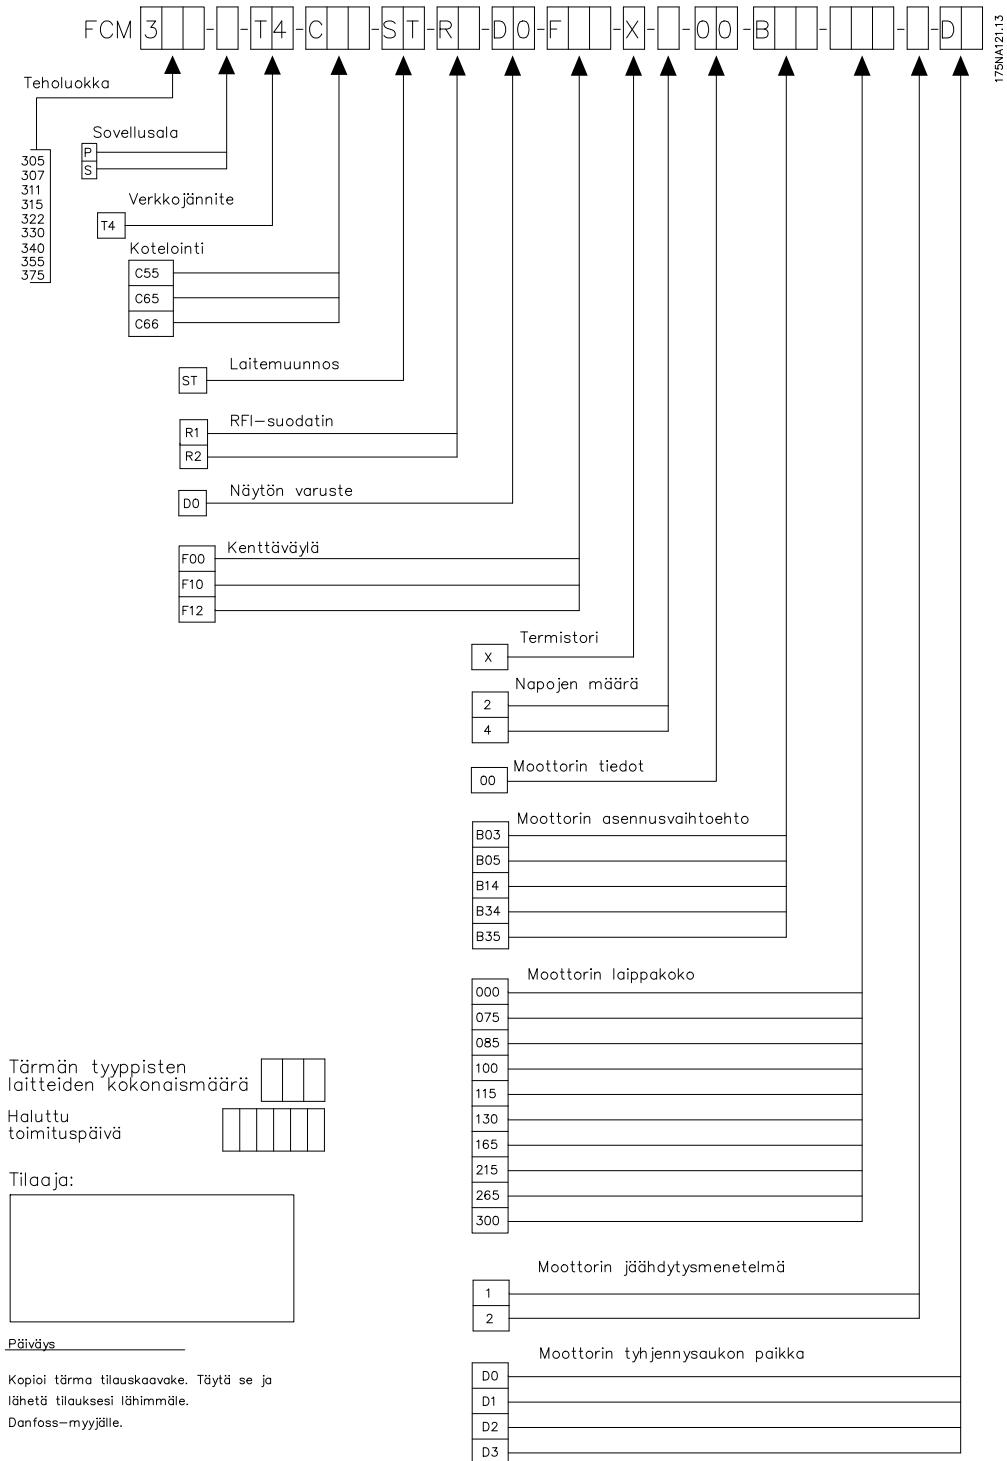 FCM 3 - - T4 - C - ST - R - D0 - F - X - - 00 - B - - - D
175NA121.13
Teholuokka
305
307
311
315
322
330
340
355
375
Sovellusala
P
S
Verkkojännite
T4
Kotelointi
C55
C65
C66
Laitemuunnos
ST
RFI-suodatin
R1
R2
Näytön varuste
D0
Kenttäväylä
F00
F10
F12
Termistori
X
Napojen määrä
2
4
Moottorin tiedot
00
Moottorin asennusvaihtoehto
B03
B05
B14
B34
B35
Moottorin laippakoko
000
075
085
100
115
130
165
215
265
300
Moottorin jäähdytysmenetelmä
1
2
Moottorin tyhjennysaukon paikka
D0
D1
D2
D3
Tärmän tyyppisten
laitteiden kokonaismäärä
Haluttu
toimituspäivä
Tilaaja:
Päiväys
Kopioi tärma tilauskaavake. Täytä se ja
lähetä tilauksesi lähimmäle.
Danfoss-myyjälle.